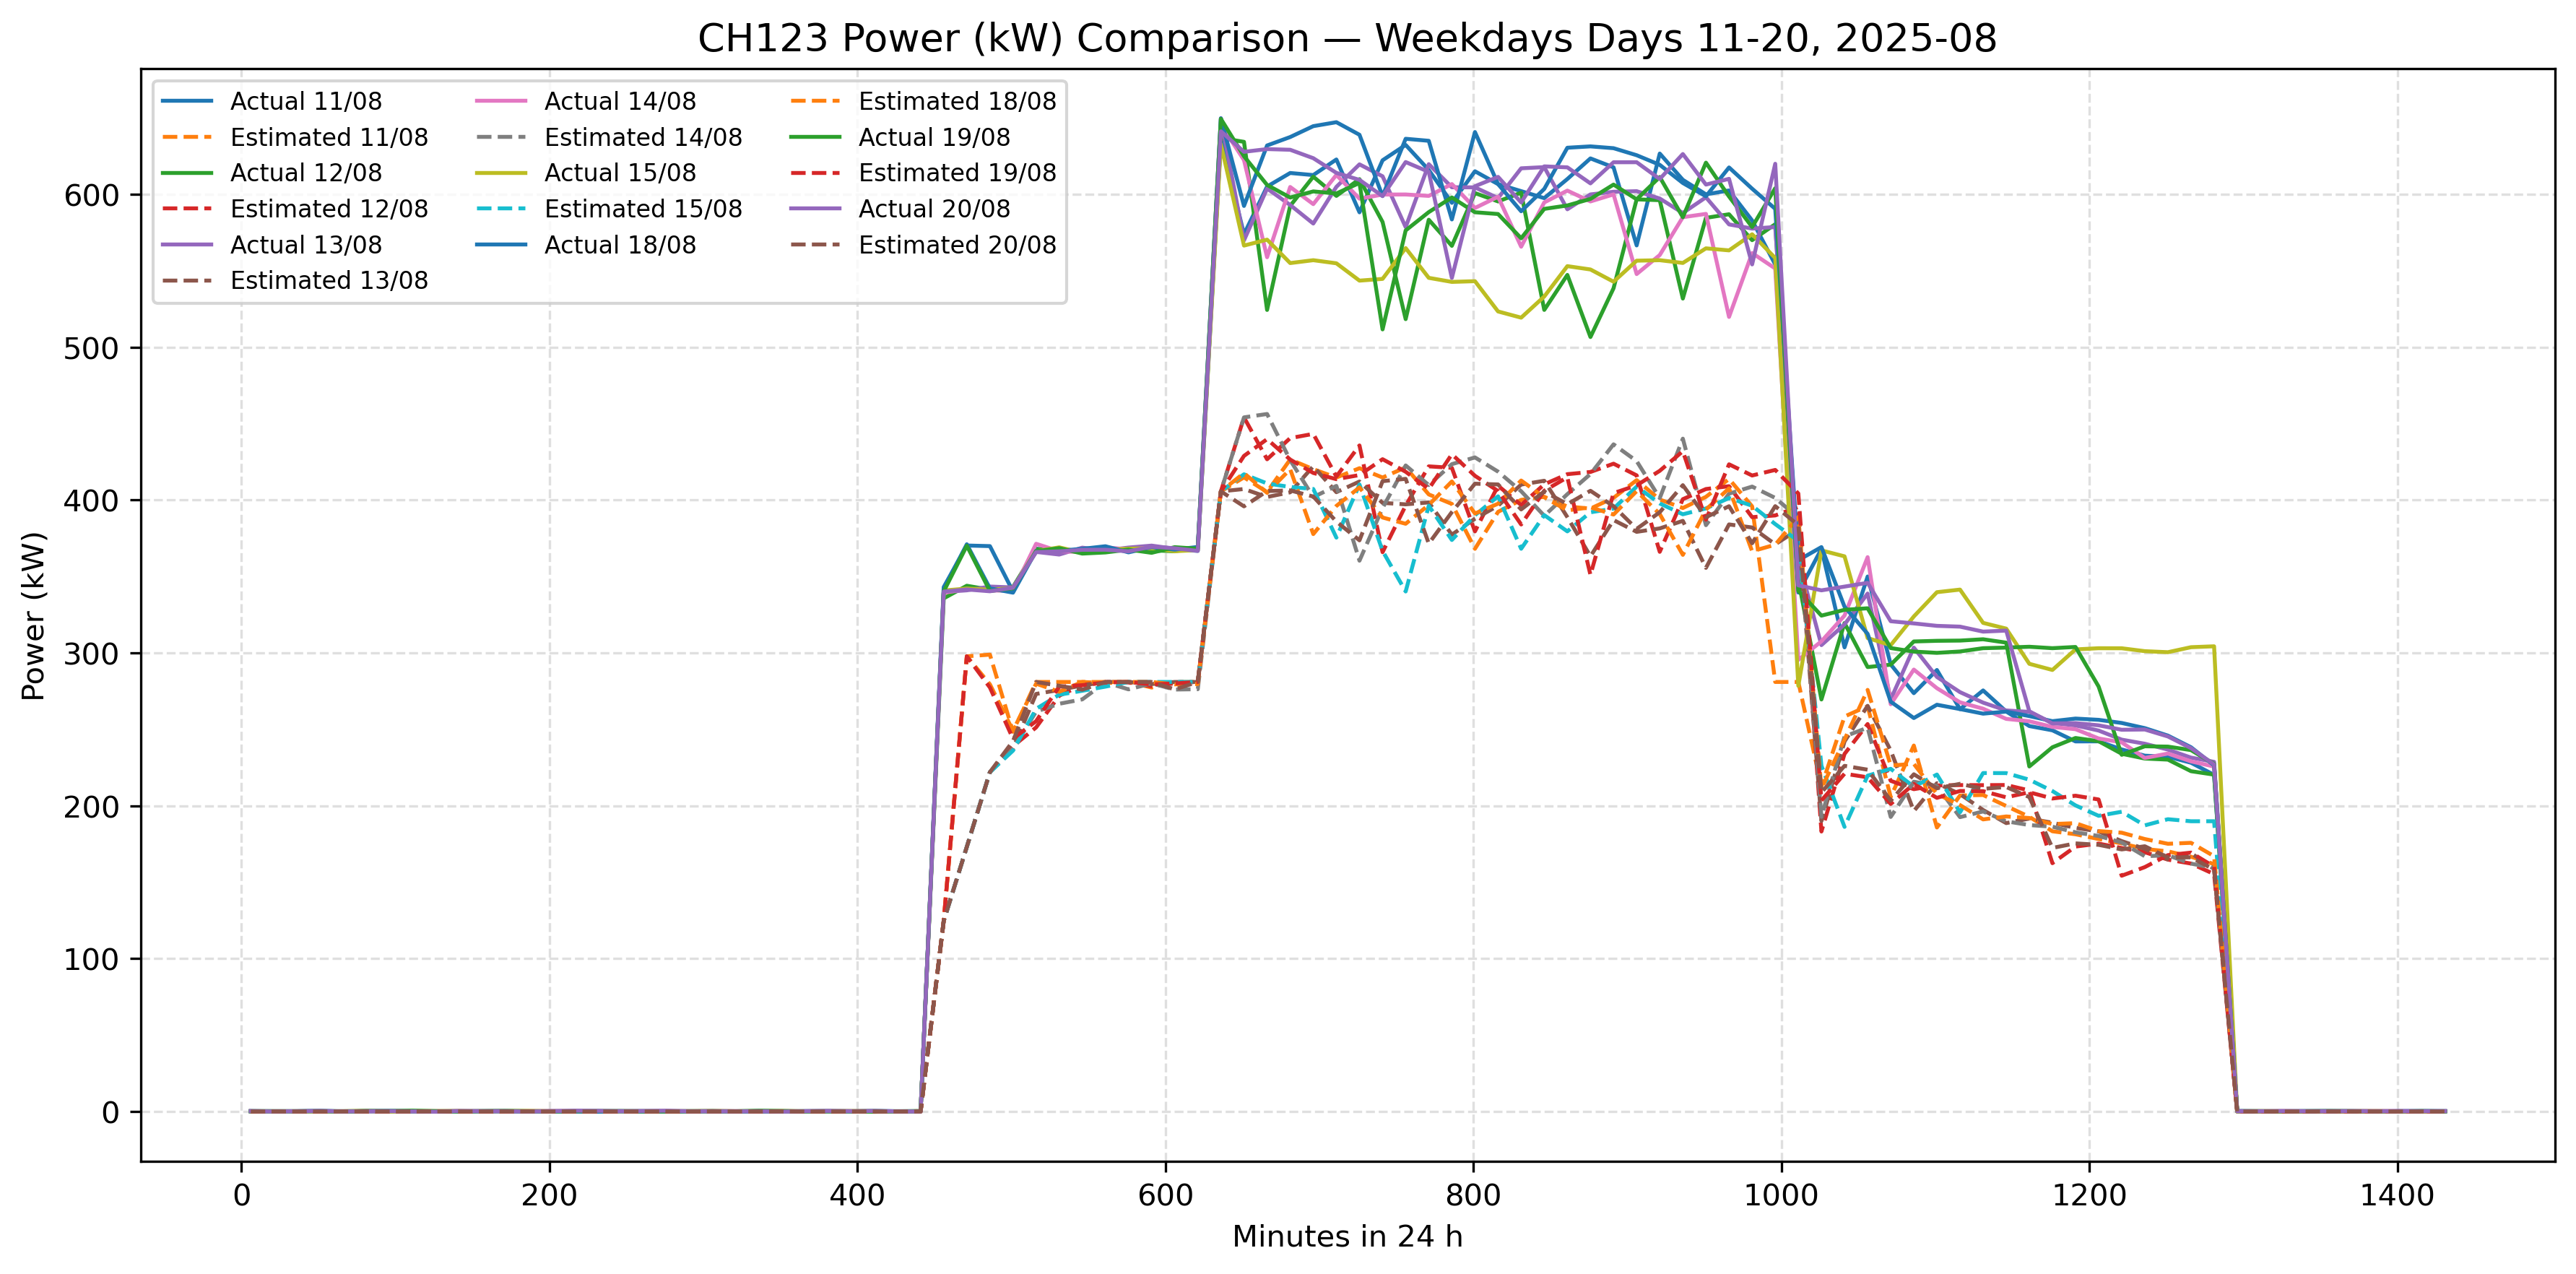 CH123 Power (kW) Comparison — Weekdays Days 11-20, 2025-08
Actual 11/08
Estimated 11/08
Actual 12/08
Estimated 12/08
Actual 13/08
Estimated 13/08
Actual 14/08
Estimated 14/08
Actual 15/08
Estimated 15/08
Actual 18/08
Estimated 18/08
Actual 19/08
Estimated 19/08
Actual 20/08
Estimated 20/08
Power (kW)
600
500
400
300
200
100
0
0 200 400 600 800 1000 1200 1400
Minutes in 24 h